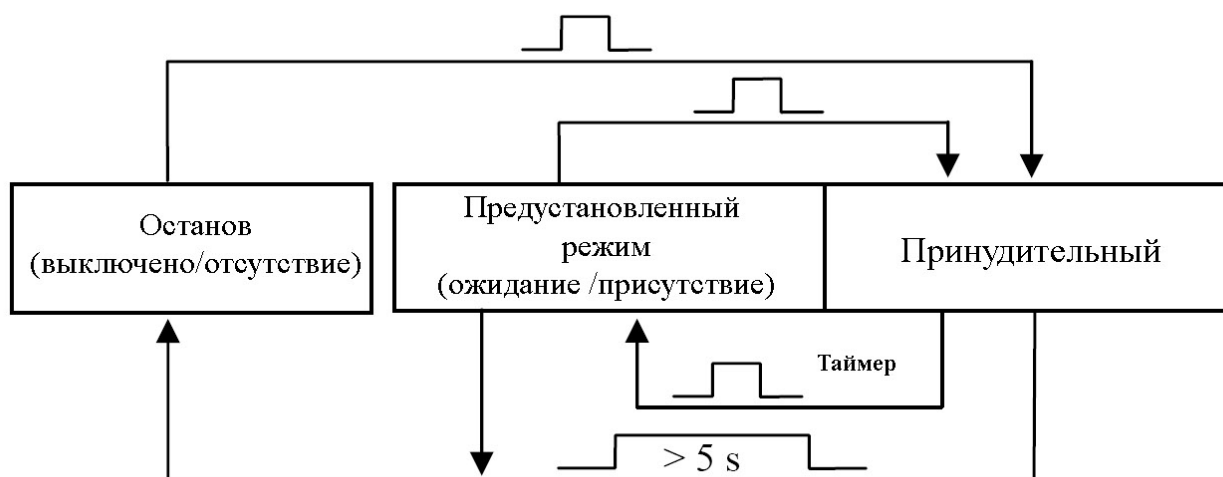 Останов
(выключено/отсутствие)
Предустановленный
режим
(ожидание /присутствие)
Принудительный
Таймер
> 5 s